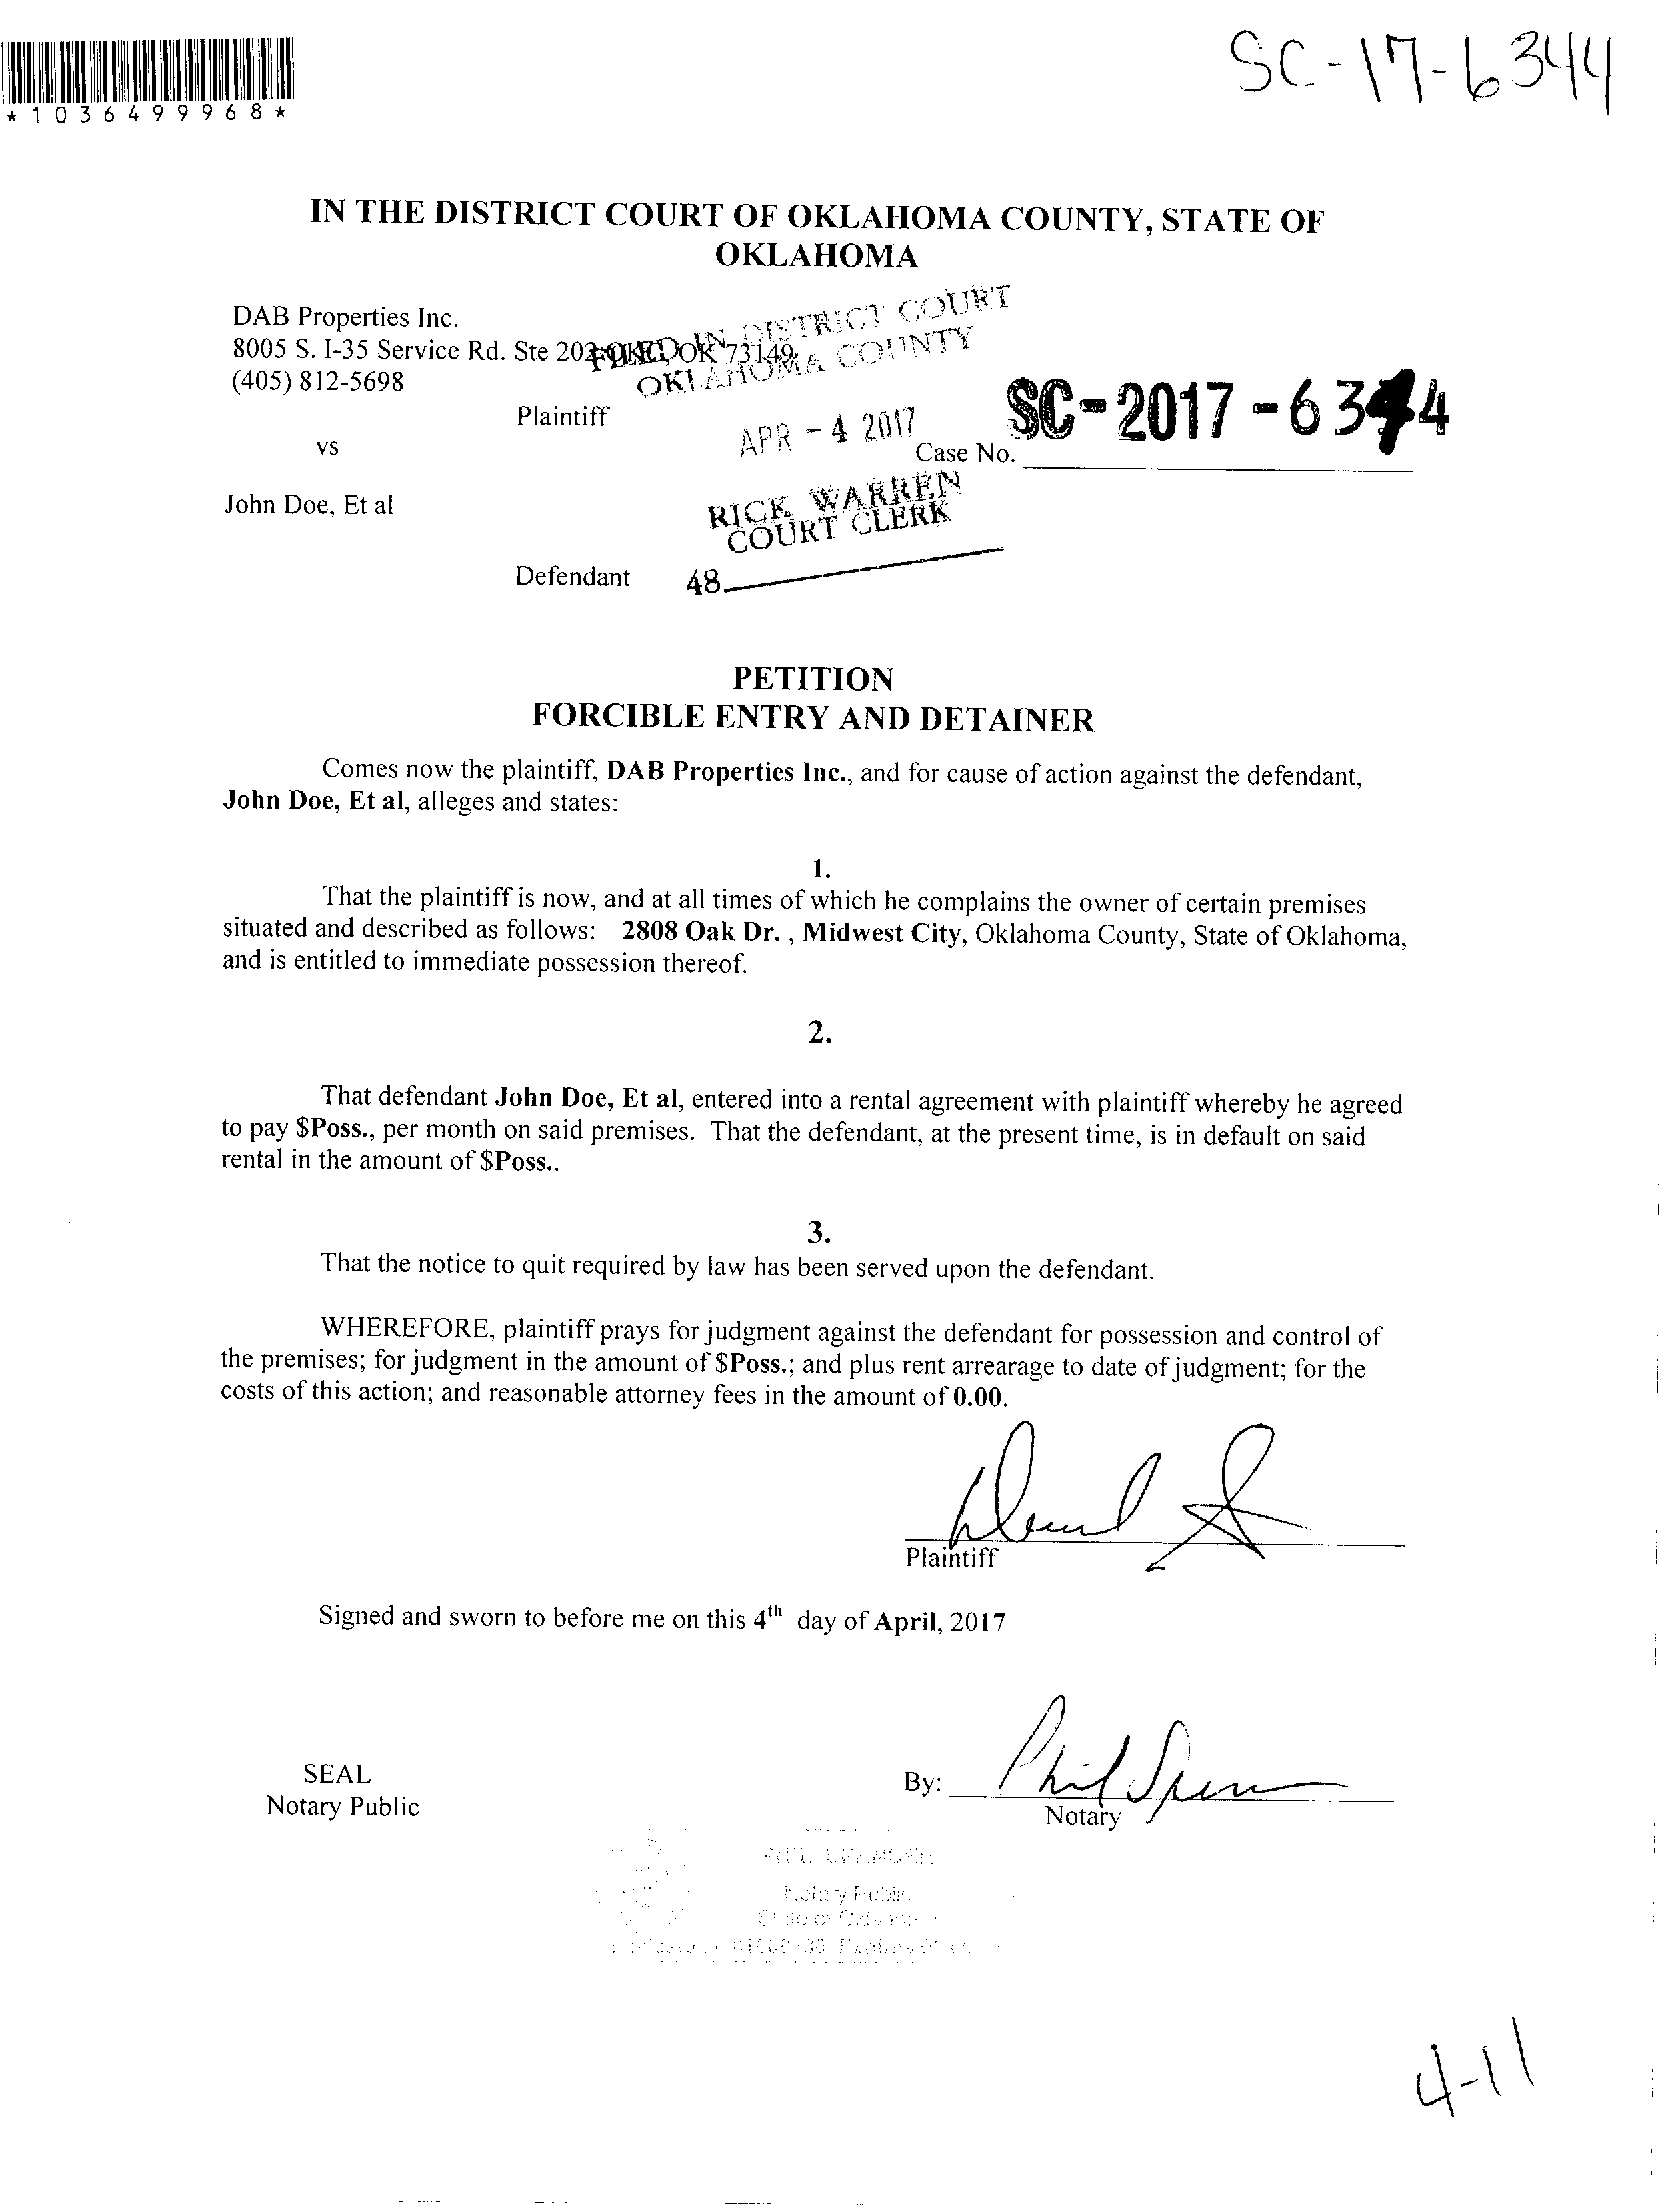 *1036499968*
SC-17-6344
IN THE DISTRICT COURT OF OKLAHOMA COUNTY, STATE OF
OKLAHOMA
DAB Properties Inc.
8005 S. I-35 Service Rd. Ste 202 OKC, OK 73149
(405) 812-5698
FILED IN DISTRICT COURT
OKLAHOMA COUNTY
Plaintiff
APR - 4 2017
SC-2017-6344
vs
Case No.
John Doe, Et al
RICK WARREN
COURT CLERK
Defendant
48
PETITION
FORCIBLE ENTRY AND DETAINER
Comes now the plaintiff, DAB Properties Inc., and for cause of action against the defendant,
John Doe, Et al, alleges and states:
1.
That the plaintiff is now, and at all times of which he complains the owner of certain premises
situated and described as follows: 2808 Oak Dr. , Midwest City, Oklahoma County, State of Oklahoma,
and is entitled to immediate possession thereof.
2.
That defendant John Doe, Et al, entered into a rental agreement with plaintiff whereby he agreed
to pay $Poss., per month on said premises. That the defendant, at the present time, is in default on said
rental in the amount of $Poss..
3.
That the notice to quit required by law has been served upon the defendant.
WHEREFORE, plaintiff prays for judgment against the defendant for possession and control of
the premises; for judgment in the amount of $Poss.; and plus rent arrearage to date of judgment; for the
costs of this action; and reasonable attorney fees in the amount of 0.00.
Plaintiff
Signed and sworn to before me on this 4th day of April, 2017
SEAL
Notary Public
By: Phil
Notary
Notary Public
4-11